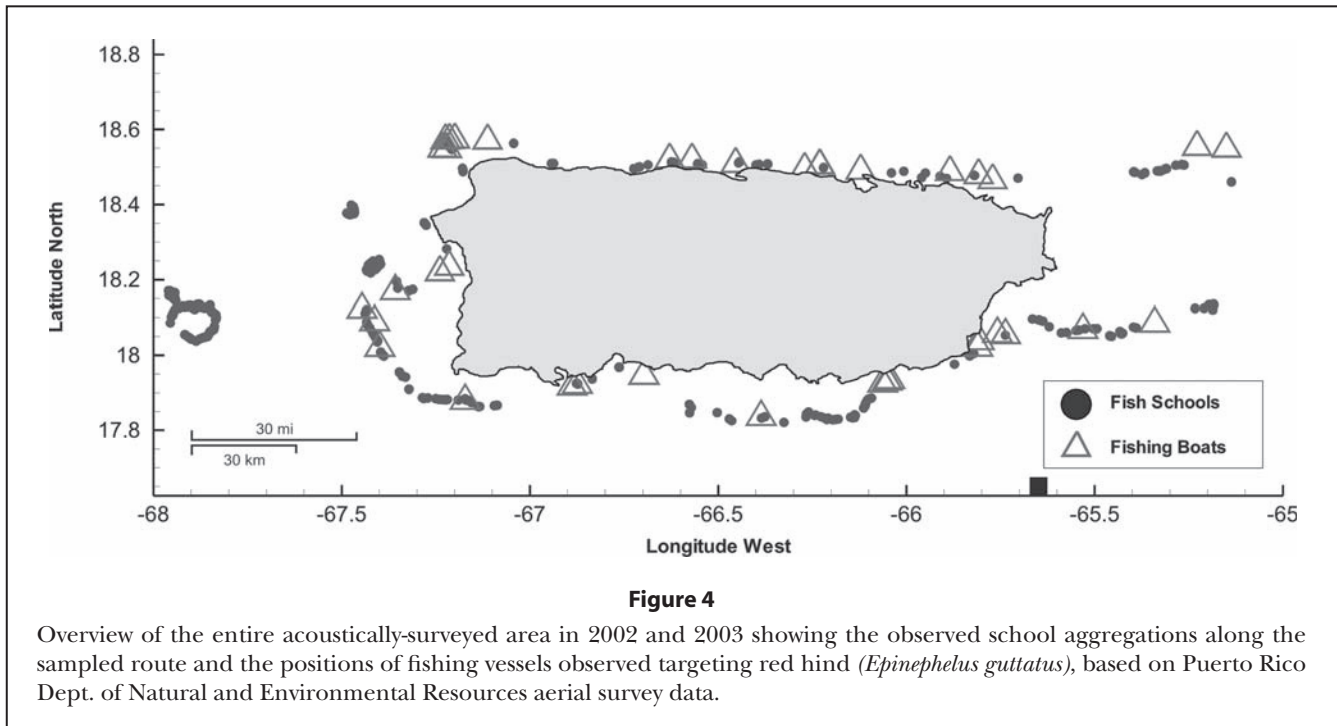 18.8
18.6
18.4
18.2
18
17.8
Latitude North
30 mi
30 km
Fish Schools
Fishing Boats
-68
-67.5
-67
-66.5
-66
-65.5
-65
Longitude West
Figure 4
Overview of the entire acoustically-surveyed area in 2002 and 2003 showing the observed school aggregations along the
sampled route and the positions of fishing vessels observed targeting red hind (Epinephelus guttatus), based on Puerto Rico
Dept. of Natural and Environmental Resources aerial survey data.